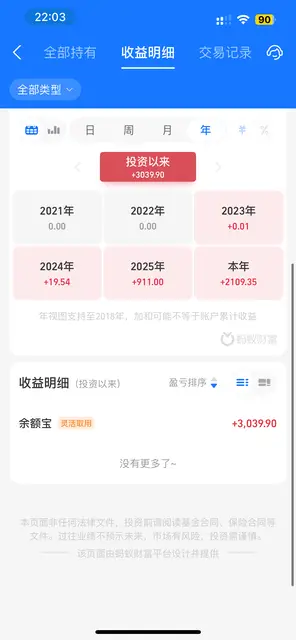 22:03
90
全部持有
收益明细
交易记录
全部类型
日
周
月
年
¥
%
投资以来
+3039.90
2021年
0.00
2022年
0.00
2023年
+0.01
2024年
+19.54
2025年
+911.00
本年
+2109.35
年视图支持至2018年，加和可能不等于账户累计收益
蚂蚁财富
收益明细（投资以来）
盈亏排序
余额宝 灵活取用
+3,039.90
没有更多了~
本页面非任何法律文件，投资前请阅读基金合同、保险合同等
文件。过往业绩不预示未来，市场有风险，投资需谨慎。
该页面由蚂蚁财富平台设计并提供